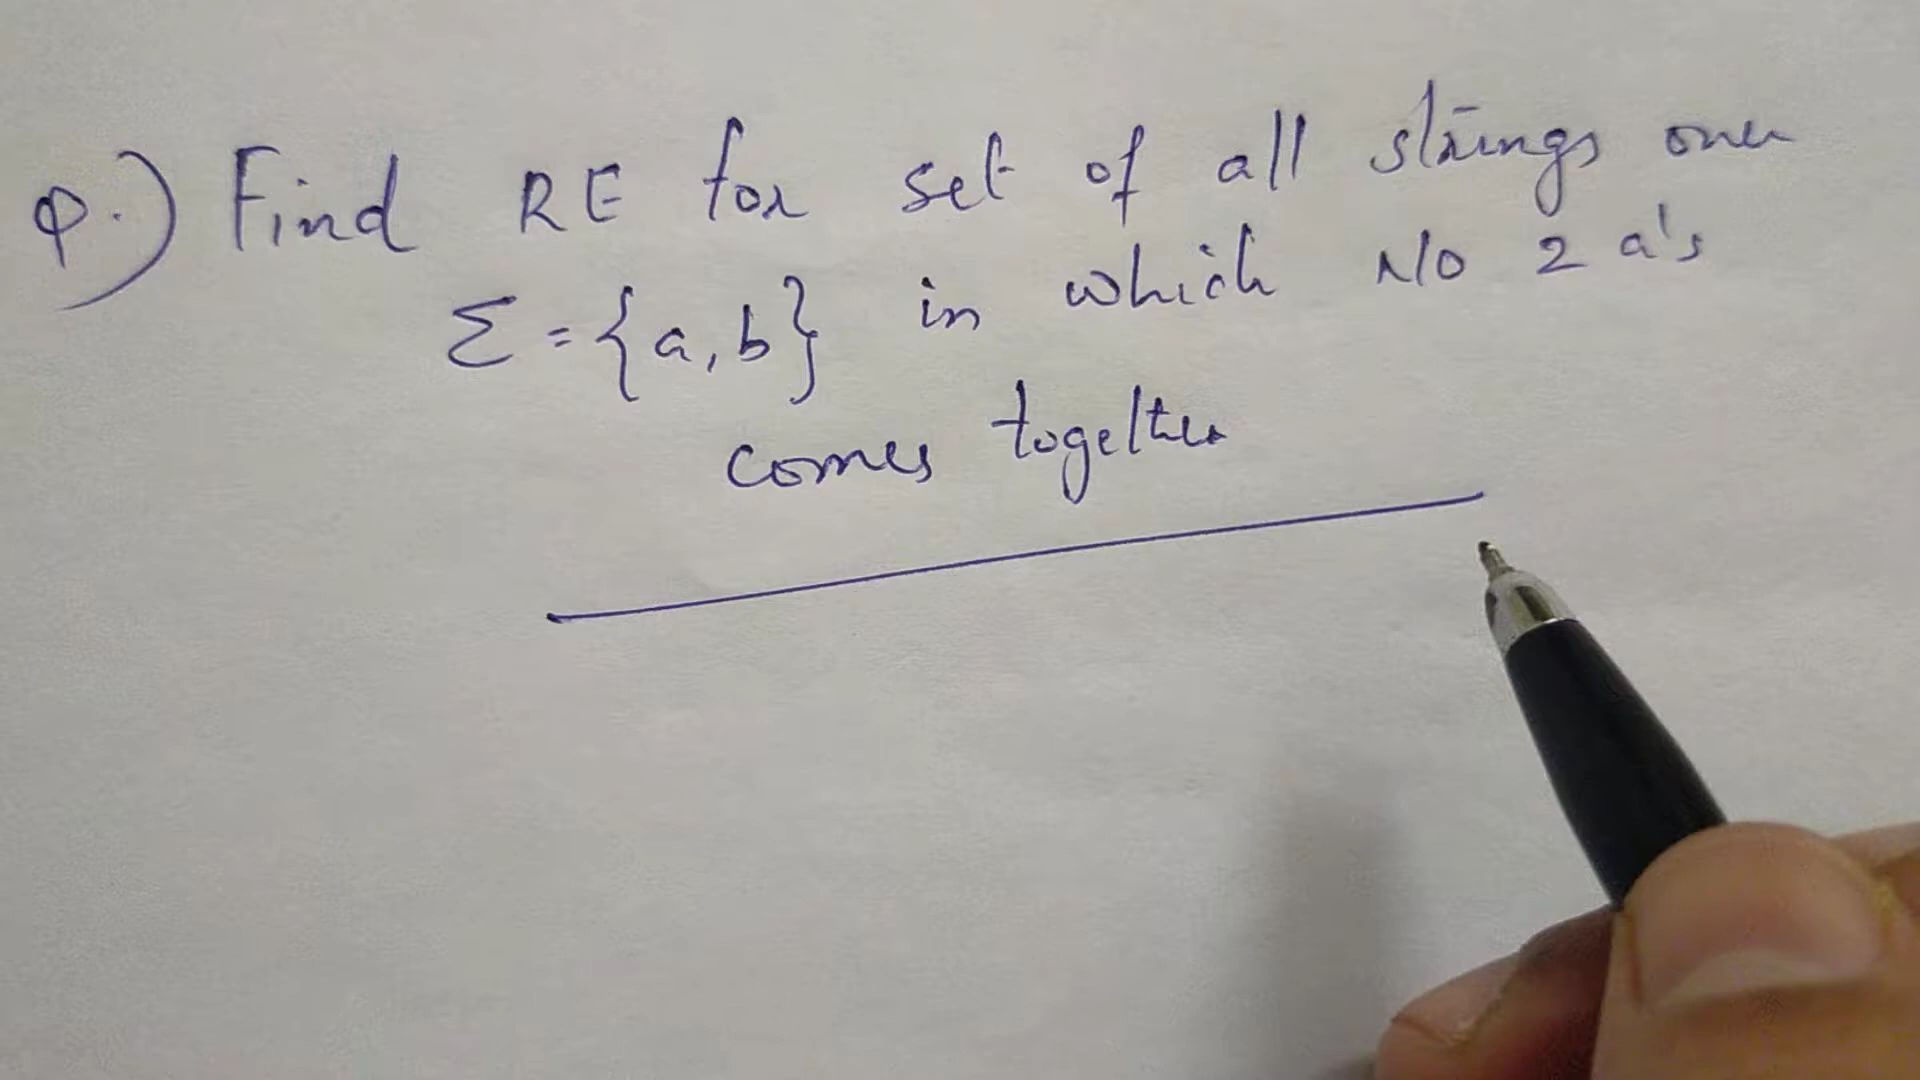 Q.) Find RE for set of all strings over
Σ = {a, b} in which No 2 a's
comes together